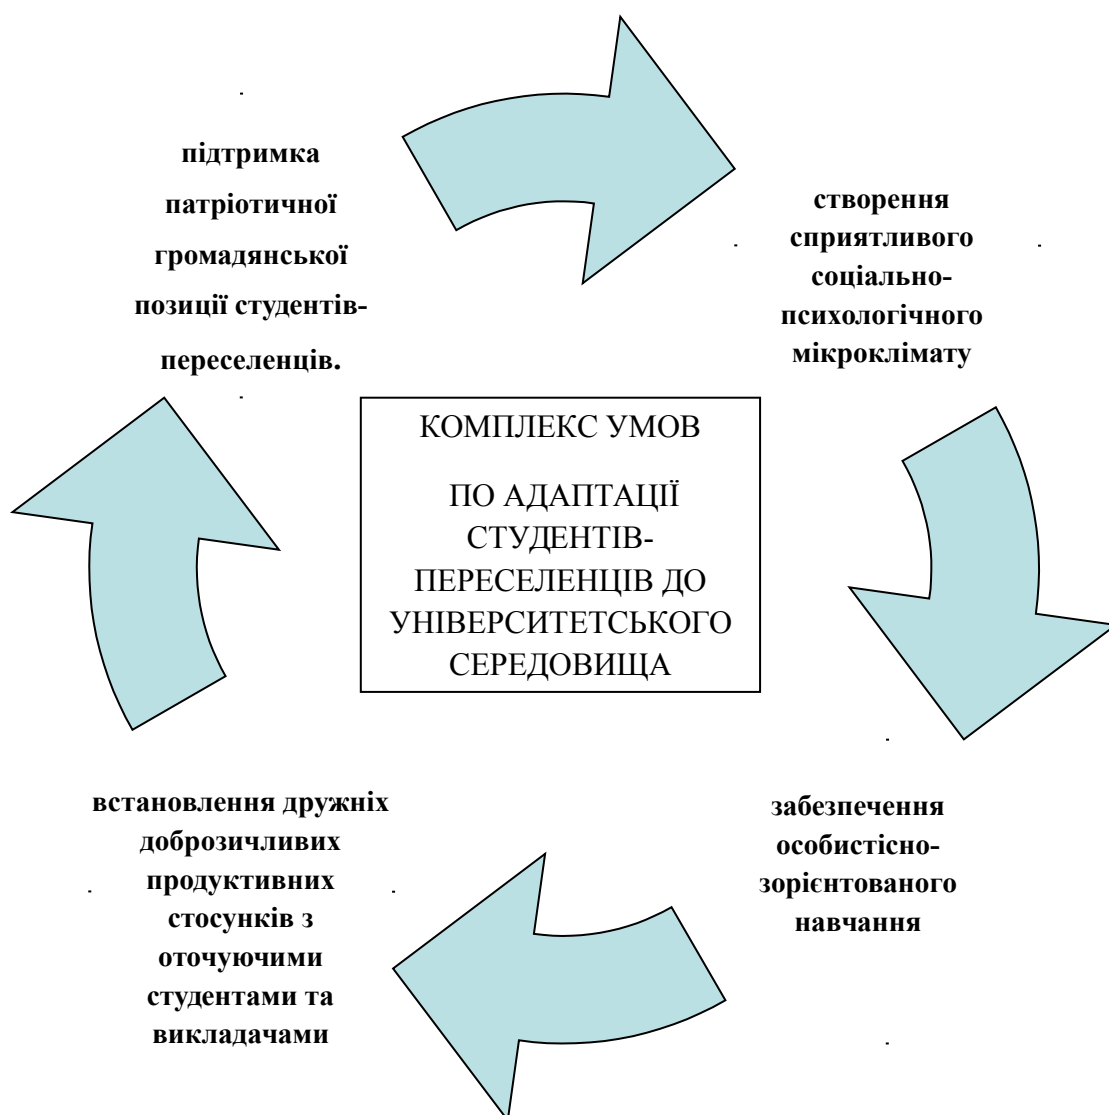 підтримка
патріотичної
громадянської
позиції студентів-
переселенців.
створення
сприятливого
соціально-
психологічного
мікроклімату
КОМПЛЕКС УМОВ
ПО АДАПТАЦІЇ
СТУДЕНТІВ-
ПЕРЕСЕЛЕНЦІВ ДО
УНІВЕРСИТЕТСЬКОГО
СЕРЕДОВИЩА
забезпечення
особистісно-
зорієнтованого
навчання
встановлення дружніх
доброзичливих
продуктивних
стосунків з
оточуючими
студентами та
викладачами